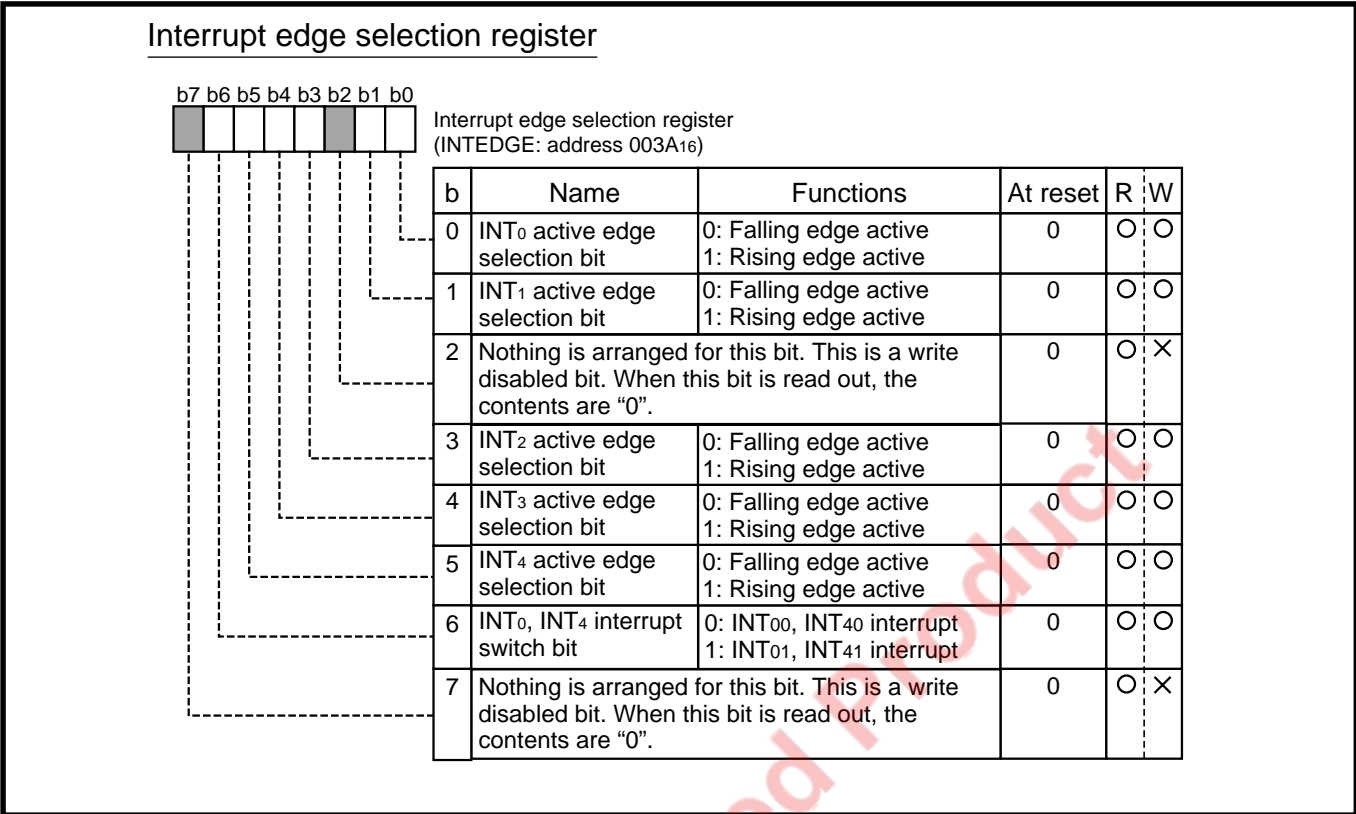 Interrupt edge selection register
b7 b6 b5 b4 b3 b2 b1 b0
Interrupt edge selection register
(INTEDGE: address 003A16)
b Name Functions At reset R W
0 INT0 active edge selection bit 0: Falling edge active 0 ○ ○
1: Rising edge active
1 INT1 active edge selection bit 0: Falling edge active 0 ○ ○
1: Rising edge active
2 Nothing is arranged for this bit. This is a write 0 ○ ×
disabled bit. When this bit is read out, the
contents are “0”.
3 INT2 active edge selection bit 0: Falling edge active 0 ○ ○
1: Rising edge active
4 INT3 active edge selection bit 0: Falling edge active 0 ○ ○
1: Rising edge active
5 INT4 active edge selection bit 0: Falling edge active 0 ○ ○
1: Rising edge active
6 INT0, INT4 interrupt switch bit 0: INT00, INT40 interrupt 0 ○ ○
1: INT01, INT41 interrupt
7 Nothing is arranged for this bit. This is a write 0 ○ ×
disabled bit. When this bit is read out, the
contents are “0”.
ed Product